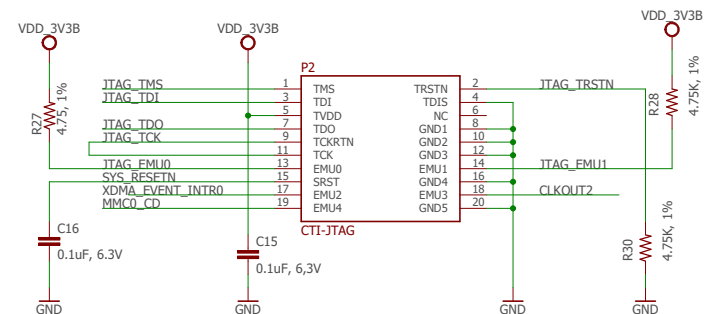 VDD_3V3B
VDD_3V3B
VDD_3V3B
P2
JTAG_TMS 1 TMS TRSTN 2 JTAG_TRSTN
JTAG_TDI 3 TDI TDIS 4
5 TVDD NC 6
JTAG_TDO 7 TDO GND1 8
JTAG_TCK 9 TCKRTN GND2 10
11 TCK GND3 12
JTAG_EMU0 13 EMU0 EMU1 14 JTAG_EMU1
SYS_RESETN 15 SRST GND4 16
XDMA_EVENT_INTR0 17 EMU2 EMU3 18 CLKOUT2
MMC0_CD 19 EMU4 GND5 20
CTI-JTAG
R27
4.75, 1%
R28
4.75K, 1%
R30
4.75K, 1%
C16
0.1uF, 6.3V
C15
0.1uF, 6,3V
GND
GND
GND
GND